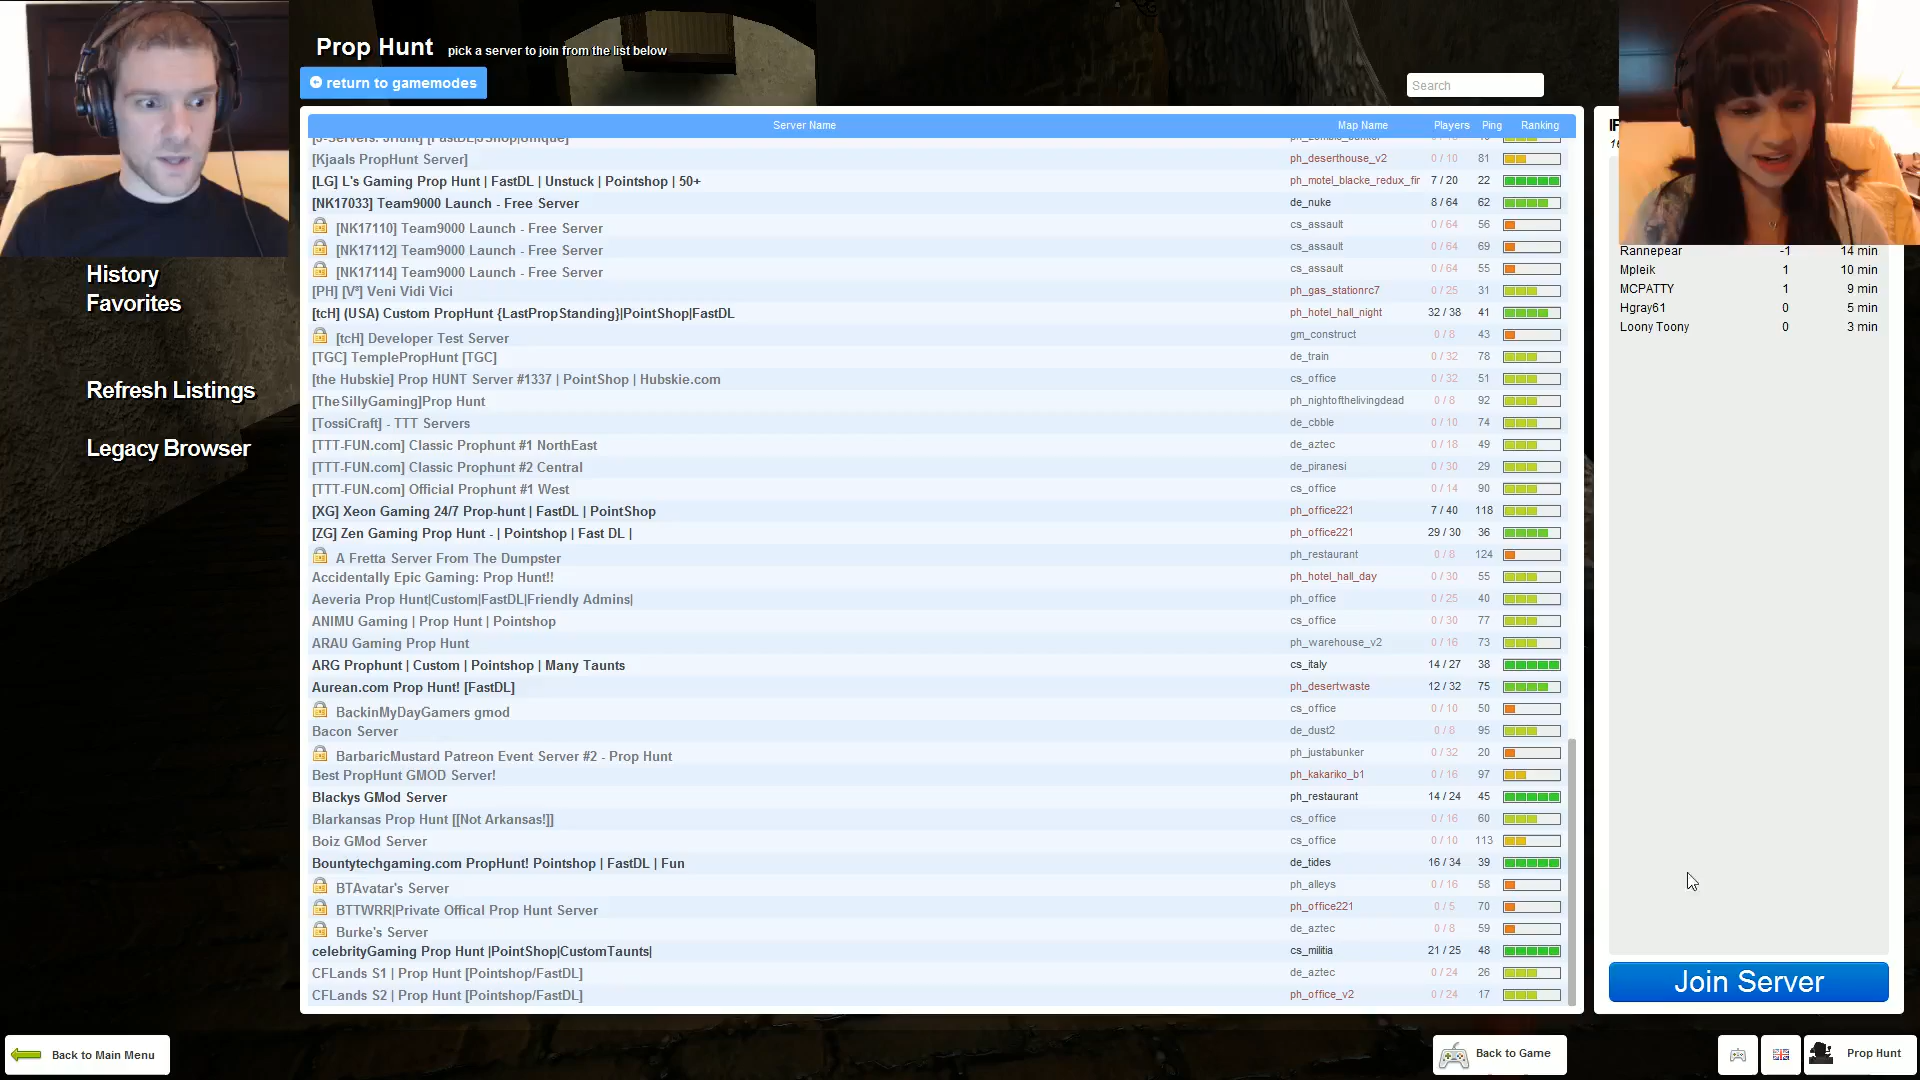 Prop Hunt pick a server to join from the list below
return to gamemodes
Search
Server Name Map Name Players Ping Ranking
[Kjaals PropHunt Server] ph_deserthouse_v2 0 / 10 81
[LG] L's Gaming Prop Hunt | FastDL | Unstuck | Pointshop | 50+ ph_motel_blacke_redux_fir 7 / 20 22
[NK17033] Team9000 Launch - Free Server de_nuke 8 / 64 62
[NK17110] Team9000 Launch - Free Server cs_assault 0 / 64 56
[NK17112] Team9000 Launch - Free Server cs_assault 0 / 64 69
[NK17114] Team9000 Launch - Free Server cs_assault 0 / 64 55
[PH] [V³] Veni Vidi Vici ph_gas_stationrc7 0 / 25 31
[tcH] (USA) Custom PropHunt {LastPropStanding}|PointShop|FastDL ph_hotel_hall_night 32 / 38 41
[tcH] Developer Test Server gm_construct 0 / 8 43
[TGC] TemplePropHunt [TGC] de_train 0 / 32 78
[the Hubskie] Prop HUNT Server #1337 | PointShop | Hubskie.com cs_office 0 / 32 51
[TheSillyGaming]Prop Hunt ph_nightofthelivingdead 0 / 8 92
[TossiCraft] - TTT Servers de_cbble 0 / 10 74
[TTT-FUN.com] Classic Prophunt #1 NorthEast de_aztec 0 / 18 49
[TTT-FUN.com] Classic Prophunt #2 Central de_piranesi 0 / 30 29
[TTT-FUN.com] Official Prophunt #1 West cs_office 0 / 14 90
[XG] Xeon Gaming 24/7 Prop-hunt | FastDL | PointShop ph_office221 7 / 40 118
[ZG] Zen Gaming Prop Hunt - | Pointshop | Fast DL | ph_office221 29 / 30 36
A Fretta Server From The Dumpster ph_restaurant 0 / 8 124
Accidentally Epic Gaming: Prop Hunt!! ph_hotel_hall_day 0 / 30 55
Aeveria Prop Hunt|Custom|FastDL|Friendly Admins| ph_office 0 / 25 40
ANIMU Gaming | Prop Hunt | Pointshop cs_office 0 / 30 77
ARAU Gaming Prop Hunt ph_warehouse_v2 0 / 16 73
ARG Prophunt | Custom | Pointshop | Many Taunts cs_italy 14 / 27 38
Aurean.com Prop Hunt! [FastDL] ph_desertwaste 12 / 32 75
BackinMyDayGamers gmod cs_office 0 / 10 50
Bacon Server de_dust2 0 / 8 95
BarbaricMustard Patreon Event Server #2 - Prop Hunt ph_justabunker 0 / 32 20
Best PropHunt GMOD Server! ph_kakariko_b1 0 / 16 97
Blackys GMod Server ph_restaurant 14 / 24 45
Blarkansas Prop Hunt [[Not Arkansas!]] cs_office 0 / 16 60
Boiz GMod Server cs_office 0 / 10 113
Bountytechgaming.com PropHunt! Pointshop | FastDL | Fun de_tides 16 / 34 39
BTAvatar's Server ph_alleys 0 / 16 58
BTTWRR|Private Offical Prop Hunt Server ph_office221 0 / 5 70
Burke's Server de_aztec 0 / 8 59
celebrityGaming Prop Hunt |PointShop|CustomTaunts| cs_militia 21 / 25 48
CFLands S1 | Prop Hunt [Pointshop/FastDL] de_aztec 0 / 24 26
CFLands S2 | Prop Hunt [Pointshop/FastDL] ph_office_v2 0 / 24 17
History
Favorites
Refresh Listings
Legacy Browser
Rannepear -1 14 min
Mpleik 1 10 min
MCPATTY 1 9 min
Hgray61 0 5 min
Loony Toony 0 3 min
Join Server
Back to Main Menu
Back to Game
Prop Hunt